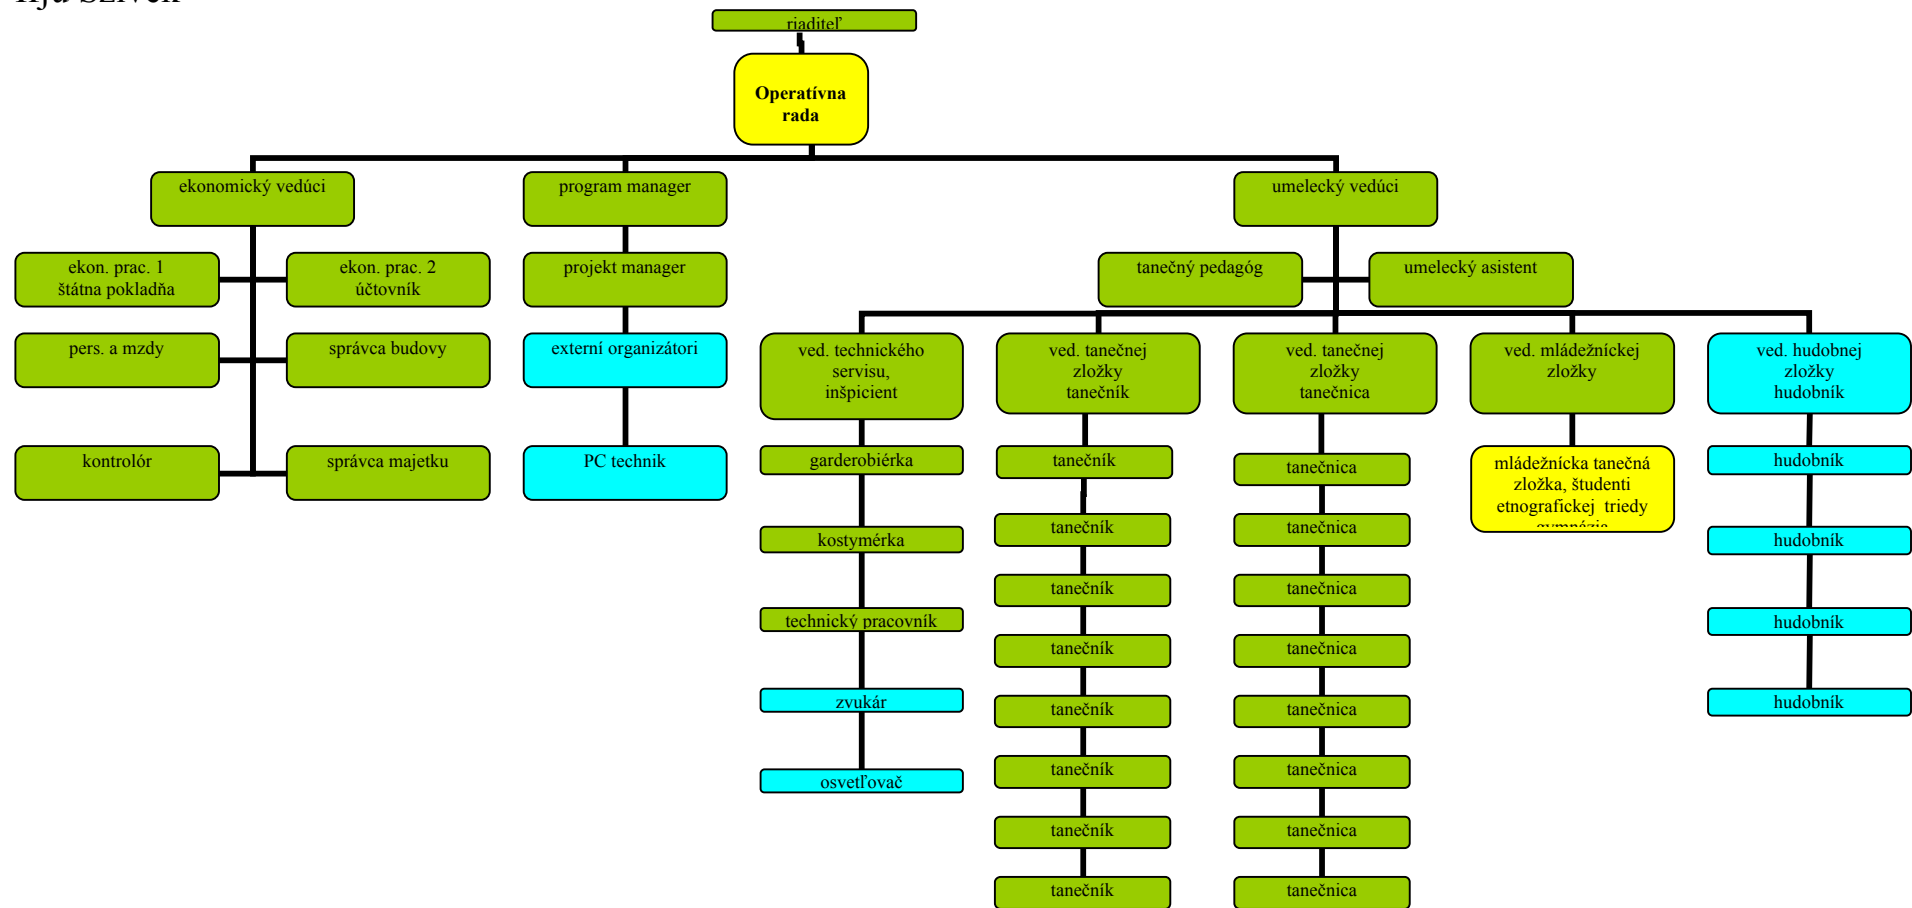 riaditeľ
Operatívna
rada
ekonomický vedúci
program manager
umelecký vedúci
ekon. prac. 1
štátna pokladňa
ekon. prac. 2
účtovník
projekt manager
tanečný pedagóg
umelecký asistent
pers. a mzdy
správca budovy
externí organizátori
ved. technického
servisu,
inšpicient
ved. tanečnej
zložky
tanečník
ved. tanečnej
zložky
tanečnica
ved. mládežníckej
zložky
ved. hudobnej
zložky
hudobník
kontrolór
správca majetku
PC technik
garderobiérka
tanečník
tanečnica
mládežnícka tanečná
zložka, študenti
etnografickej triedy
gymnázia
hudobník
kostymérka
tanečník
tanečnica
hudobník
tanečník
tanečnica
technický pracovník
tanečník
tanečnica
hudobník
zvukár
tanečník
tanečnica
hudobník
osvetľovač
tanečník
tanečnica
tanečník
tanečnica
tanečník
tanečnica